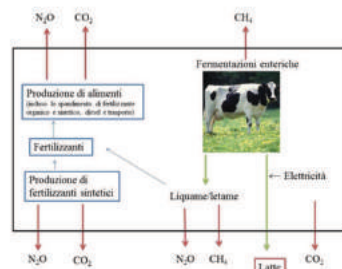 N₂O CO₂ CH₄
Fermentazioni enteriche
Produzione di alimenti
(incluso lo spandimento di fertilizzante
organico e sintetico, diesel e trasporto)
Fertilizzanti
Produzione di
fertilizzanti sintetici
Elettricità
Liquame/letame
N₂O CO₂ N₂O CH₄ Latte CO₂